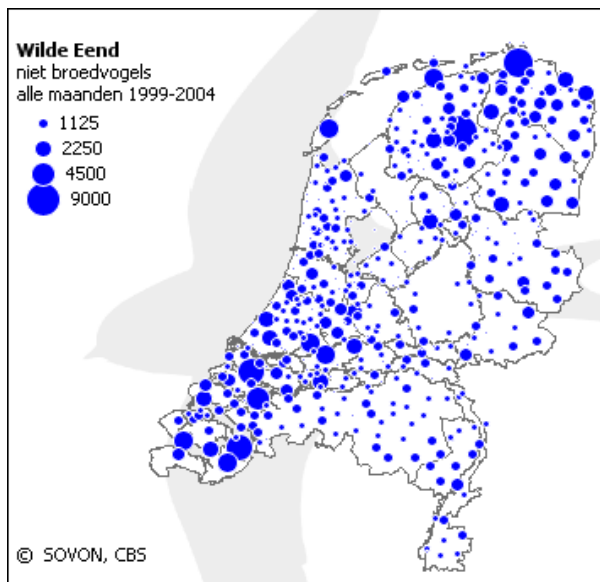 Wilde Eend
niet broedvogels
alle maanden 1999-2004
1125
2250
4500
9000
© SOVON, CBS